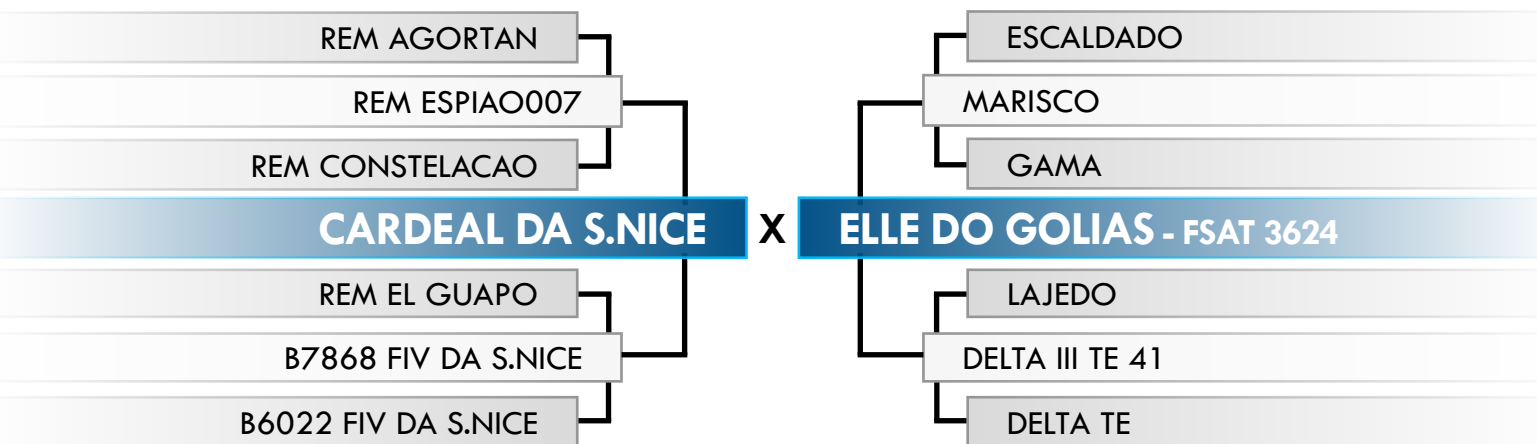 REM AGORTAN
REM ESPIAO007
REM CONSTELACAO
CARDEAL DA S.NICE
REM EL GUAPO
B7868 FIV DA S.NICE
B6022 FIV DA S.NICE
X
ESCALDADO
MARISCO
GAMA
ELLE DO GOLIAS - FSAT 3624
LAJEDO
DELTA III TE 41
DELTA TE